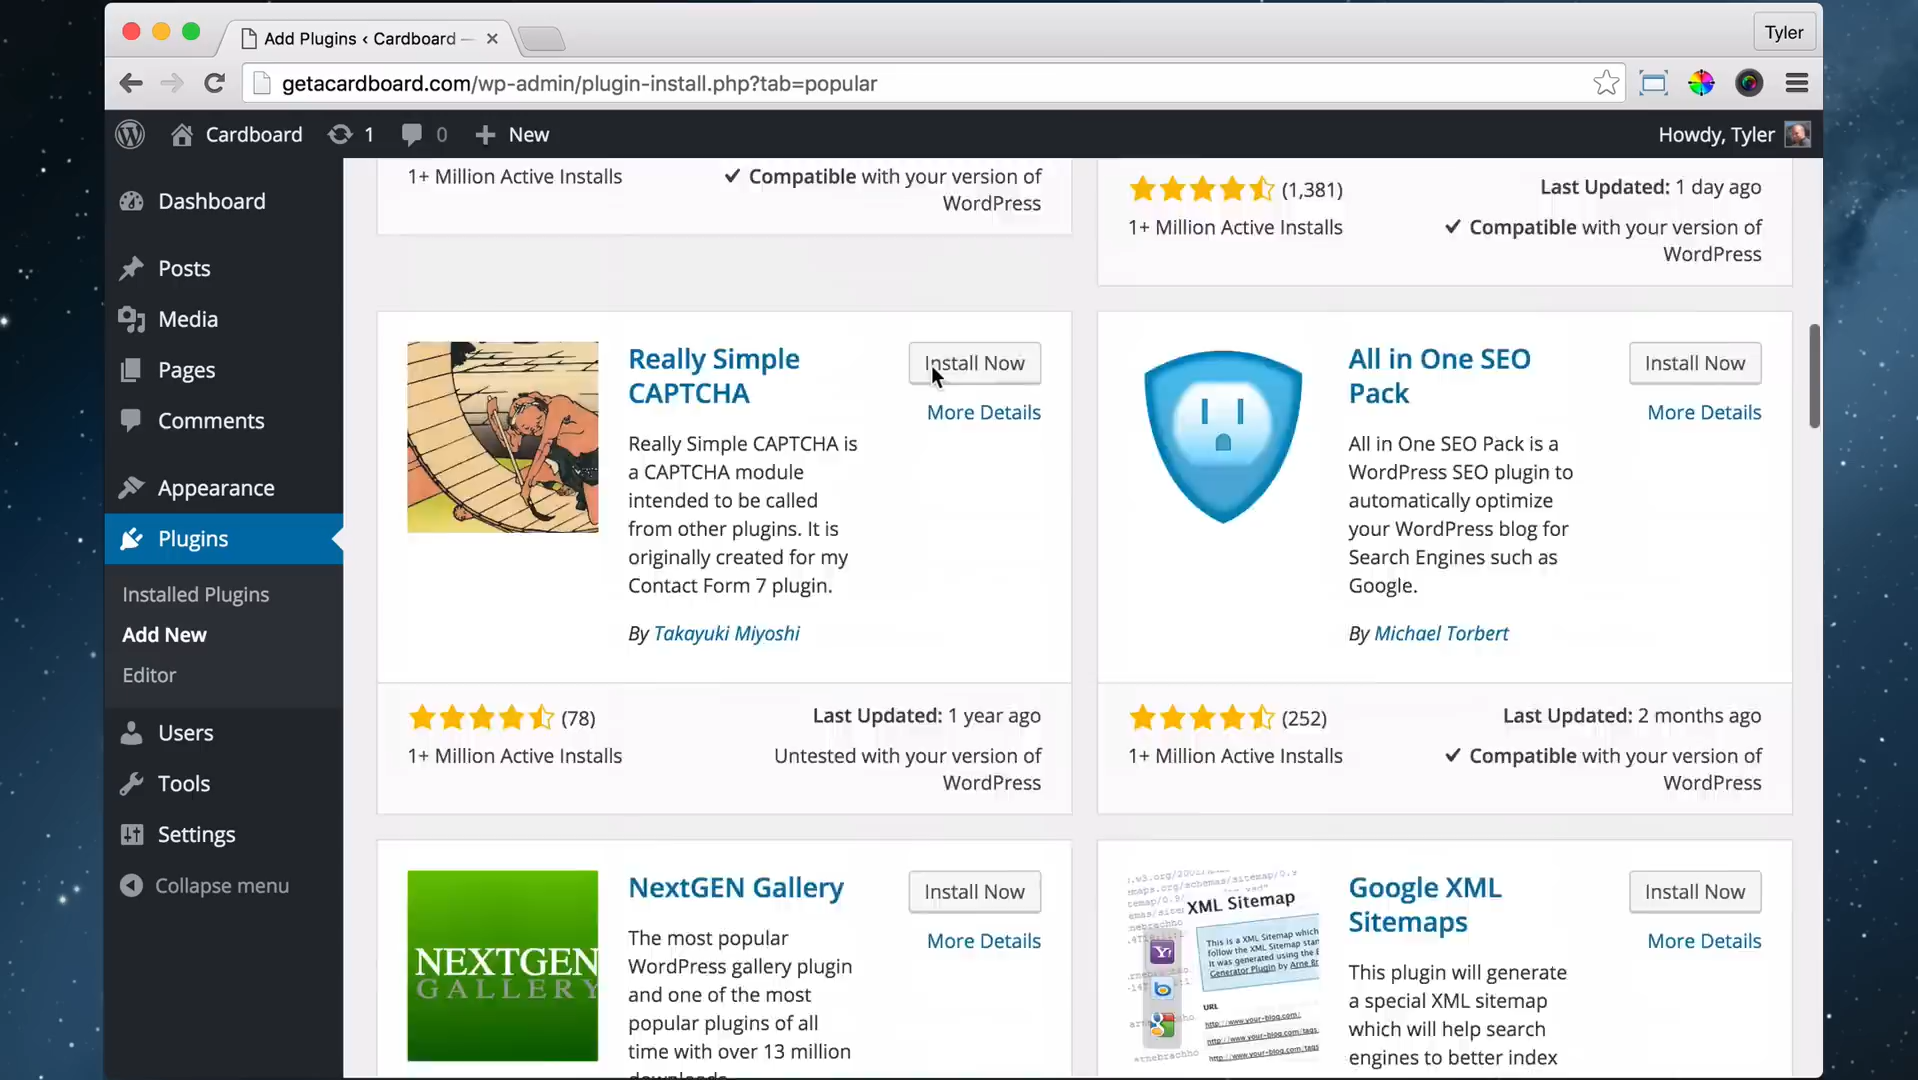 Add Plugins ‹ Cardboard —
Tyler
getacardboard.com/wp-admin/plugin-install.php?tab=popular
Cardboard
1
0
New
Howdy, Tyler
Dashboard
Posts
Media
Pages
Comments
Appearance
Plugins
Installed Plugins
Add New
Editor
Users
Tools
Settings
Collapse menu
1+ Million Active Installs
Compatible with your version of
WordPress
(1,381)
Last Updated: 1 day ago
1+ Million Active Installs
Compatible with your version of
WordPress
Really Simple
CAPTCHA
Install Now
More Details
Really Simple CAPTCHA is
a CAPTCHA module
intended to be called
from other plugins. It is
originally created for my
Contact Form 7 plugin.
By Takayuki Miyoshi
(78)
Last Updated: 1 year ago
1+ Million Active Installs
Untested with your version of
WordPress
All in One SEO
Pack
Install Now
More Details
All in One SEO Pack is a
WordPress SEO plugin to
automatically optimize
your WordPress blog for
Search Engines such as
Google.
By Michael Torbert
(252)
Last Updated: 2 months ago
1+ Million Active Installs
Compatible with your version of
WordPress
NEXTGEN
GALLERY
NextGEN Gallery
Install Now
More Details
The most popular
WordPress gallery plugin
and one of the most
popular plugins of all
time with over 13 million
downloads.
XML Sitemap
URL
http://www.your-blog.com/
Google XML
Sitemaps
Install Now
More Details
This plugin will generate
a special XML sitemap
which will help search
engines to better index